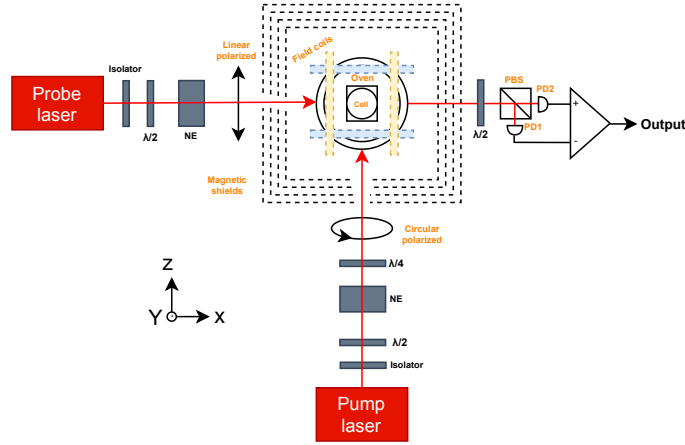 Isolator
Linear
polarized
Field coils
Probe
laser
λ/2
NE
Oven
Cell
Magnetic
shields
λ/2
PBS
PD2
PD1
+
-
Output
Circular
polarized
λ/4
NE
λ/2
Isolator
Z
Y
X
Pump
laser